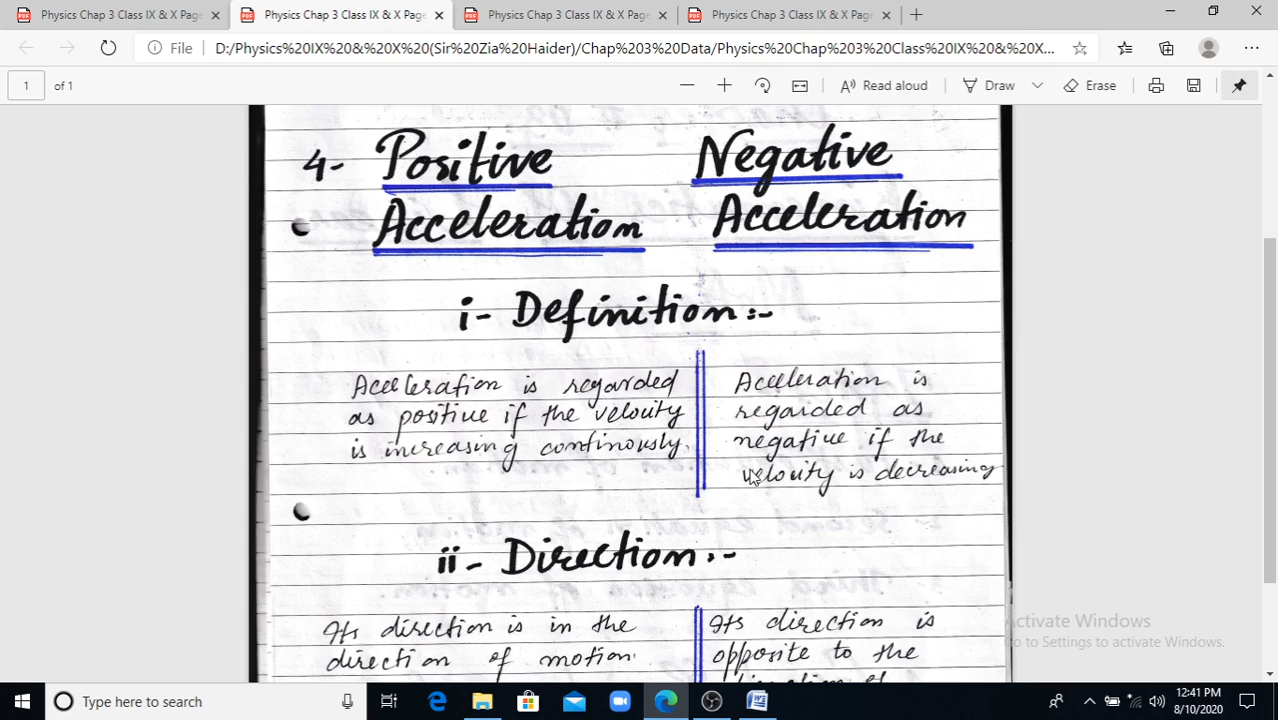 Physics Chap 3 Class IX & X Page
Physics Chap 3 Class IX & X Page
Physics Chap 3 Class IX & X Page
Physics Chap 3 Class IX & X Page
File
D:/Physics%20IX%20&%20X%20(Sir%20Zia%20Haider)/Chap%203%20Data/Physics%20Chap%203%20Class%20IX%20&%20X...
1 of 1
Read aloud
Draw
Erase
4- Positive
Acceleration
Negative
Acceleration
i- Definition:-
Acceleration is regarded
as positive if the velocity
is increasing continously.
Acceleration is
regarded as
negative if the
velocity is decreasing
ii- Direction:-
Its direction is in the
direction of motion.
Its direction is
opposite to the
direction of
Activate Windows
Go to Settings to activate Windows.
Type here to search
12:41 PM
8/10/2020